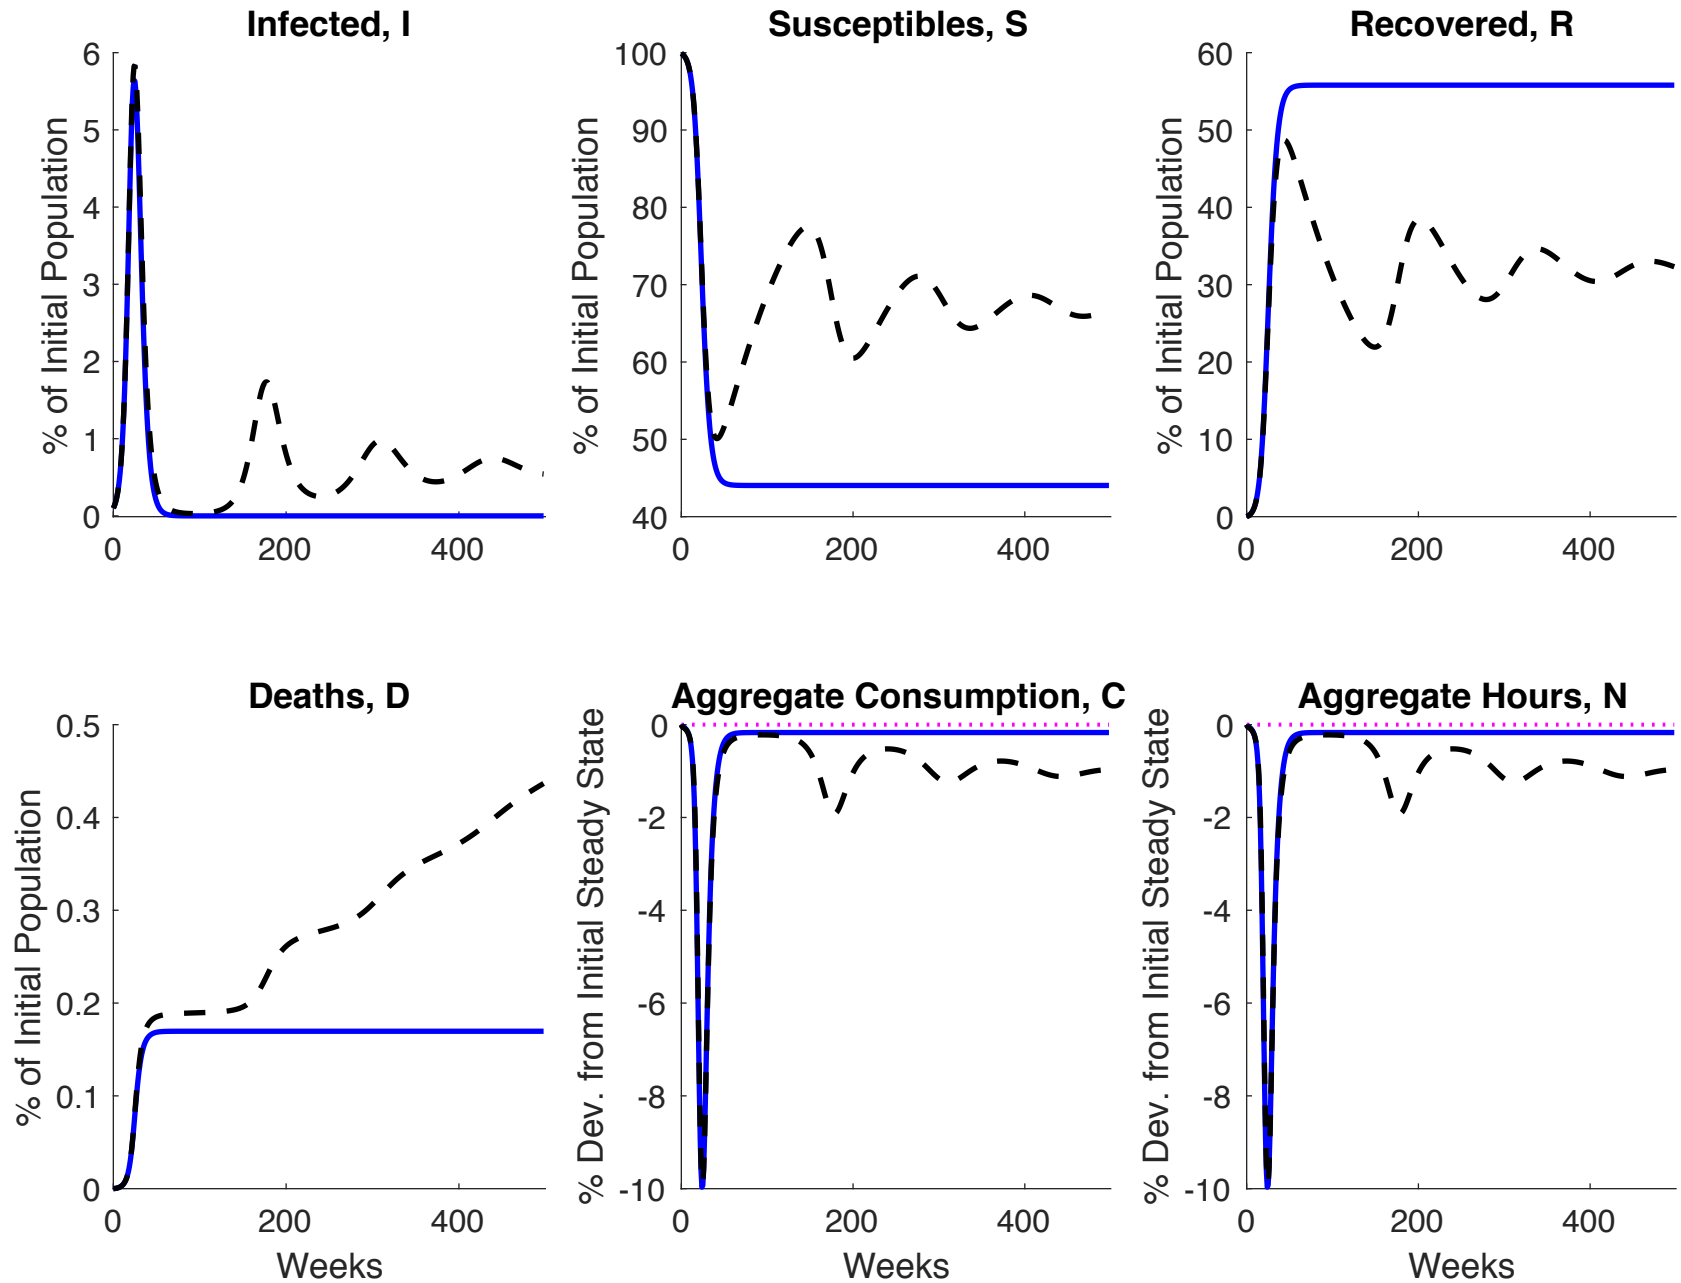 Infected, I
% of Initial Population
6
5
4
3
2
1
0
0 200 400
Susceptibles, S
% of Initial Population
100
90
80
70
60
50
40
0 200 400
Recovered, R
% of Initial Population
60
50
40
30
20
10
0
0 200 400
Deaths, D
% of Initial Population
0.5
0.4
0.3
0.2
0.1
0
0 200 400
Weeks
Aggregate Consumption, C
% Dev. from Initial Steady State
0
-2
-4
-6
-8
-10
0 200 400
Weeks
Aggregate Hours, N
% Dev. from Initial Steady State
0
-2
-4
-6
-8
-10
0 200 400
Weeks